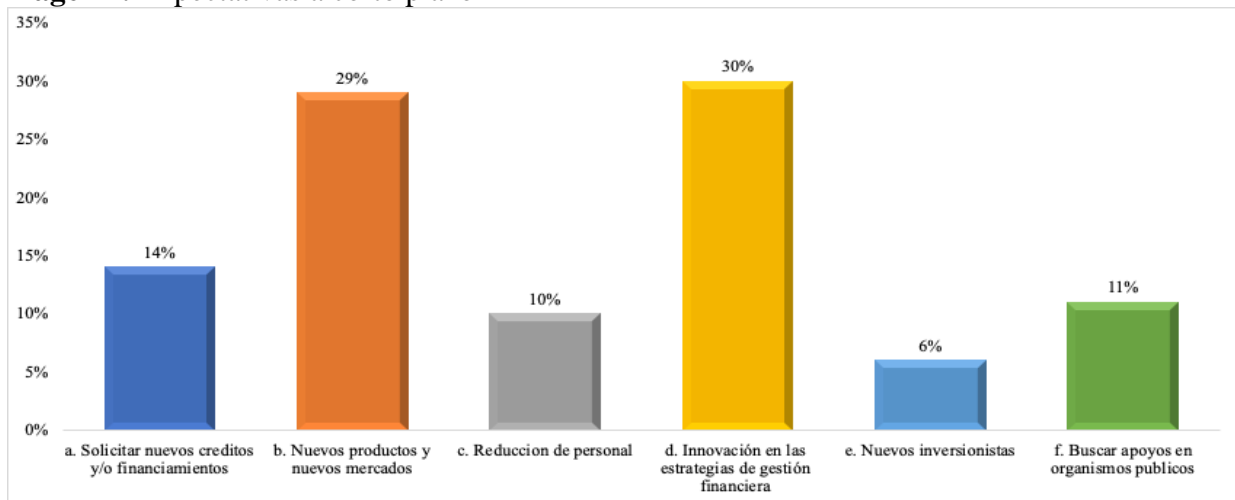 35%
30%
25%
20%
15%
10%
5%
0%
14%
29%
10%
30%
6%
11%
a. Solicitar nuevos creditos
y/o financiamientos
b. Nuevos productos y
nuevos mercados
c. Reduccion de personal
d. Innovación en las
estrategias de gestión
financiera
e. Nuevos inversionistas
f. Buscar apoyos en
organismos publicos